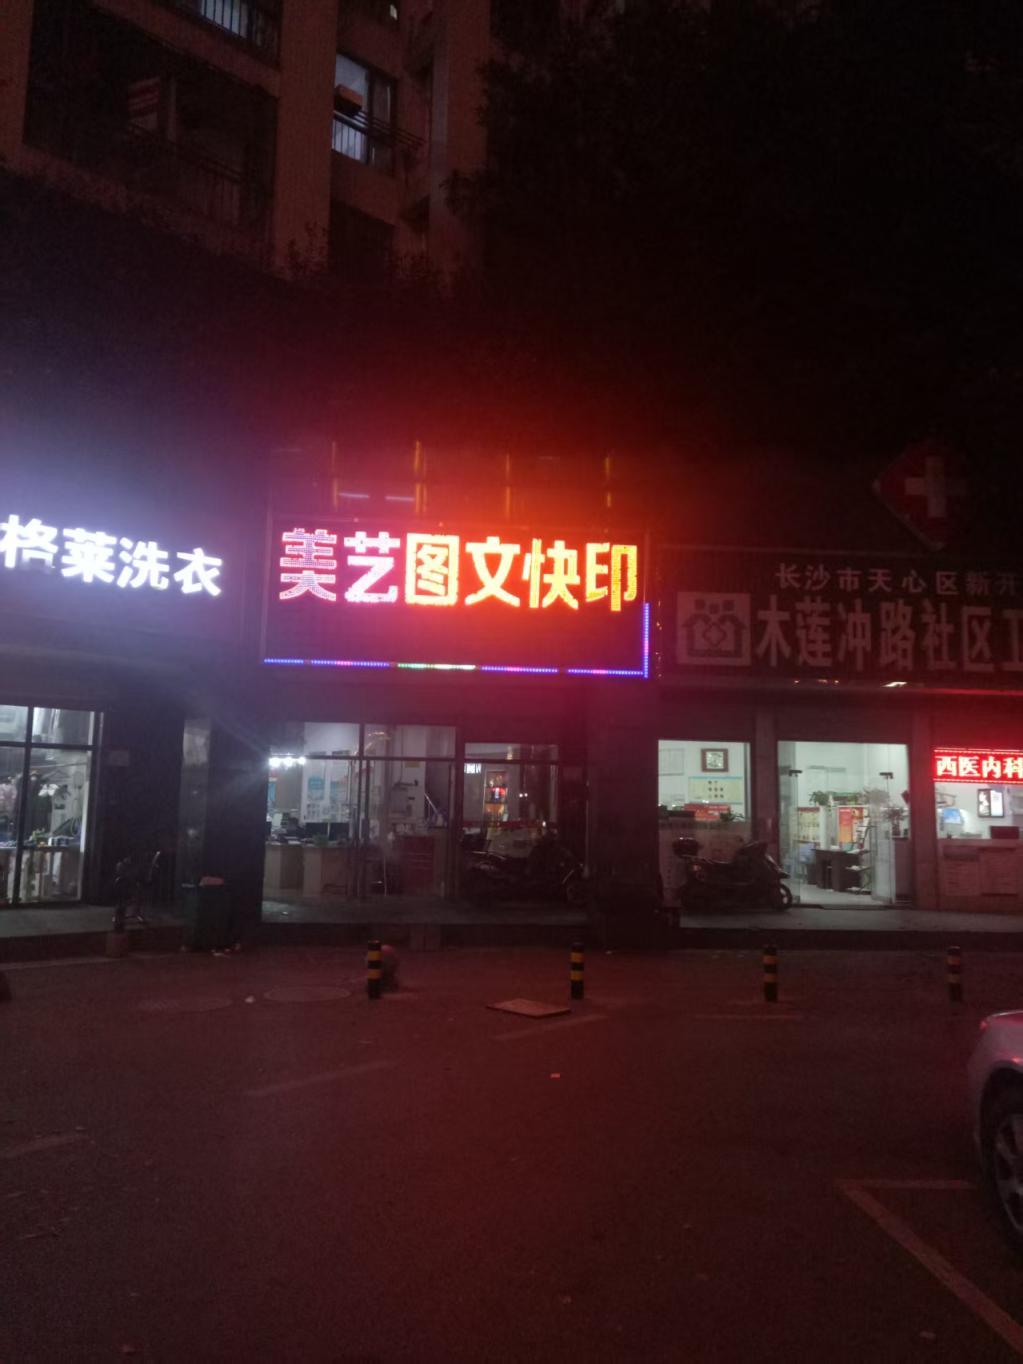 格莱洗衣
美艺图文快印
长沙市天心区新开
木莲冲路社区卫
西医内科